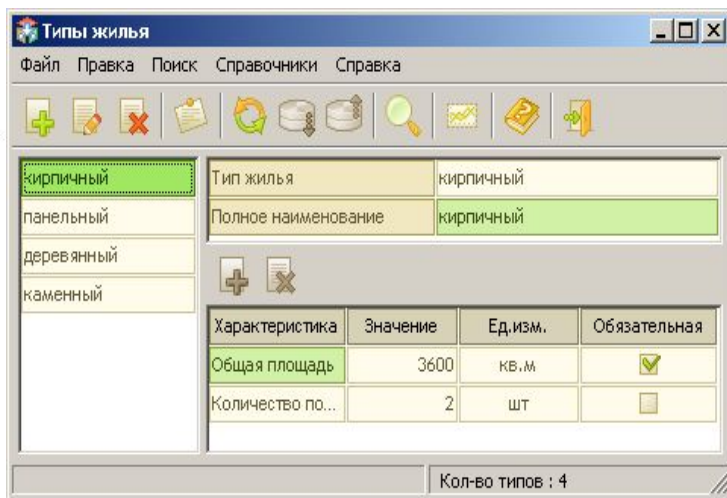 Типы жилья
Файл Правка Поиск Справочники Справка
кирпичный
панельный
деревянный
каменный
Тип жилья кирпичный
Полное наименование кирпичный
Характеристика Значение Ед.изм. Обязательная
Общая площадь 3600 кв.м
Количество по... 2 шт
Кол-во типов : 4